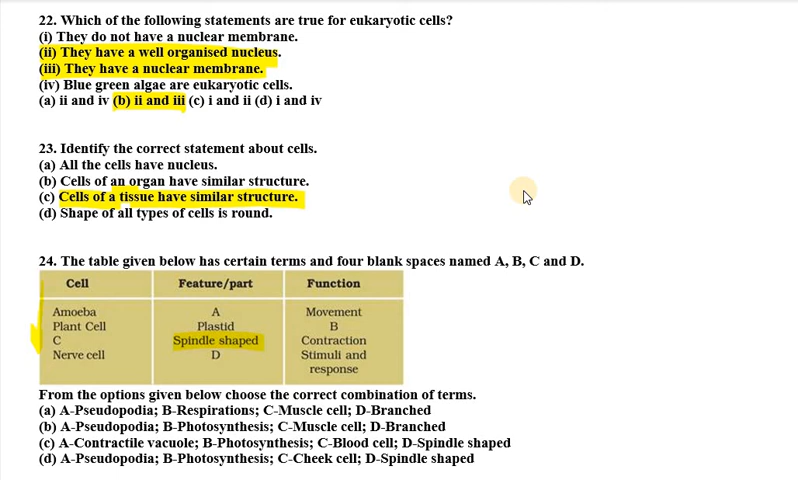 22. Which of the following statements are true for eukaryotic cells?
(i) They do not have a nuclear membrane.
(ii) They have a well organised nucleus.
(iii) They have a nuclear membrane.
(iv) Blue green algae are eukaryotic cells.
(a) ii and iv (b) ii and iii (c) i and ii (d) i and iv
23. Identify the correct statement about cells.
(a) All the cells have nucleus.
(b) Cells of an organ have similar structure.
(c) Cells of a tissue have similar structure.
(d) Shape of all types of cells is round.
24. The table given below has certain terms and four blank spaces named A, B, C and D.
Cell Feature/part Function
Amoeba A Movement
Plant Cell Plastid B
C Spindle shaped Contraction
Nerve cell D Stimuli and
response
From the options given below choose the correct combination of terms.
(a) A-Pseudopodia; B-Respirations; C-Muscle cell; D-Branched
(b) A-Pseudopodia; B-Photosynthesis; C-Muscle cell; D-Branched
(c) A-Contractile vacuole; B-Photosynthesis; C-Blood cell; D-Spindle shaped
(d) A-Pseudopodia; B-Photosynthesis; C-Cheek cell; D-Spindle shaped